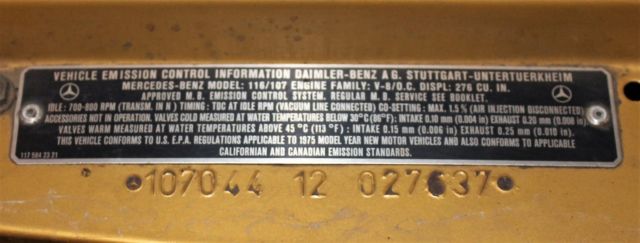 VEHICLE EMISSION CONTROL INFORMATION DAIMLER-BENZ A G. STUTTGART-UNTERTUERKHEIM
MERCEDES-BENZ MODEL: 116/107 ENGINE FAMILY: V-8/O.C. DISPL: 276 CU. IN.
APPROVED M. B. EMISSION CONTROL SYSTEM. REGULAR M. B. SERVICE SEE BOOKLET.
IDLE: 700-800 RPM (TRANSM. IN N) TIMING: TDC AT IDLE RPM (VACUUM LINE CONNECTED) CO-SETTING: MAX. 1.5 % (AIR INJECTION DISCONNECTED)
ACCESSORIES NOT IN OPERATION. VALVES COLD MEASURED AT WATER TEMPERATURES BELOW 30°C (86°F): INTAKE 0.10 mm (0.004 in) EXHAUST 0.20 mm (0.008 in)
VALVES WARM MEASURED AT WATER TEMPERATURES ABOVE 45 °C (113 °F) : INTAKE 0.15 mm (0.006 in) EXHAUST 0.25 mm (0.010 in).
THIS VEHICLE CONFORMS TO U.S. E.P.A. REGULATIONS APPLICABLE TO 1975 MODEL YEAR NEW MOTOR VEHICLES AND ALSO CONFORMS TO APPLICABLE
117 584 23 21 CALIFORNIAN AND CANADIAN EMISSION STANDARDS.
107044 12